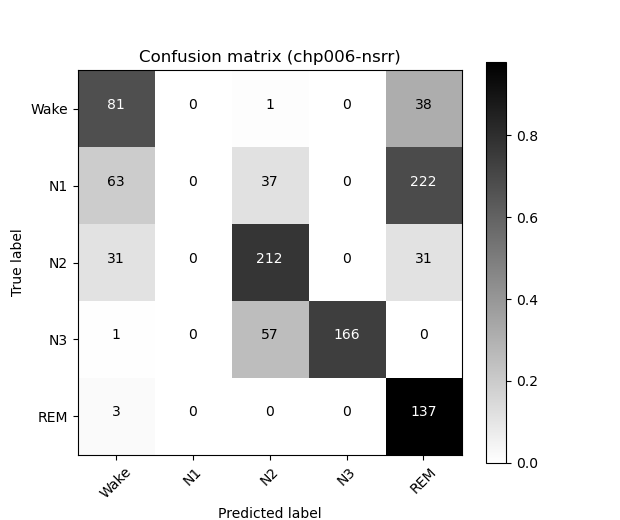 Confusion matrix (chp006-nsrr)
Wake 81 0 1 0 38
N1 63 0 37 0 222
N2 31 0 212 0 31
N3 1 0 57 166 0
REM 3 0 0 0 137
Wake N1 N2 N3 REM
Predicted label
True label
0.8
0.6
0.4
0.2
0.0